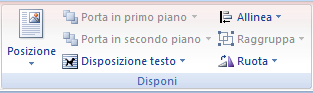 Posizione
Porta in primo piano
Porta in secondo piano
Disposizione testo
Allinea
Raggruppa
Ruota
Disponi